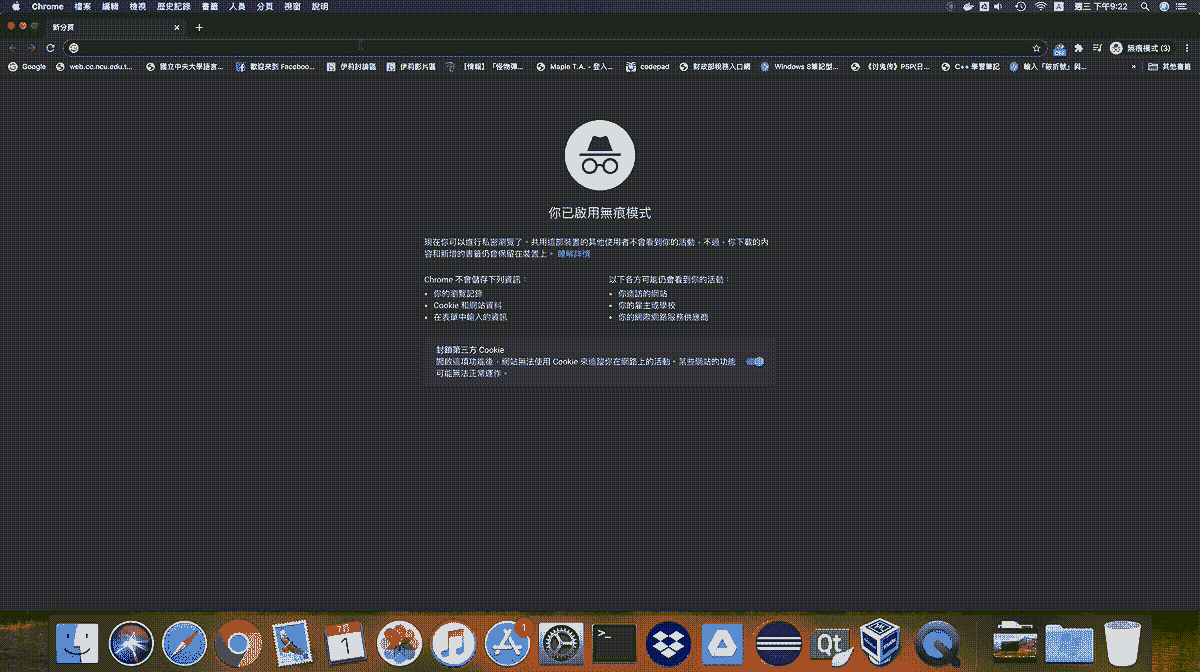 Chrome 檔案 編輯 檢視 歷史記錄 書籤 人員 分頁 視窗 說明 週三 下午9:22
新分頁
無痕模式 (3)
Google web.cc.ncu.edu.t... 國立中央大學語言... 歡迎來到 Faceboo... 伊莉討論區 伊莉影片區 【情報】「怪物彈... Maple T.A. - 登入... codepad 財政部稅務入口網 Windows 8筆記型... 《討鬼傳》PSP(日... C++ 學習筆記 輸入「破折號」與... » 其他書籤
你已啟用無痕模式
現在你可以進行私密瀏覽了。共用這部裝置的其他使用者不會看到你的活動。不過，你下載的內
容和新增的書籤仍會保留在裝置上。 瞭解詳情
Chrome 不會儲存下列資訊：
• 你的瀏覽記錄
• Cookie 和網站資料
• 在表單中輸入的資訊
以下各方可能仍會看到你的活動：
• 你造訪的網站
• 你的雇主或學校
• 你的網際網路服務供應商
封鎖第三方 Cookie
開啟這項功能後，網站無法使用 Cookie 來追蹤你在網路上的活動。某些網站的功能
可能無法正常運作。
7月
1
1
>_
Qt